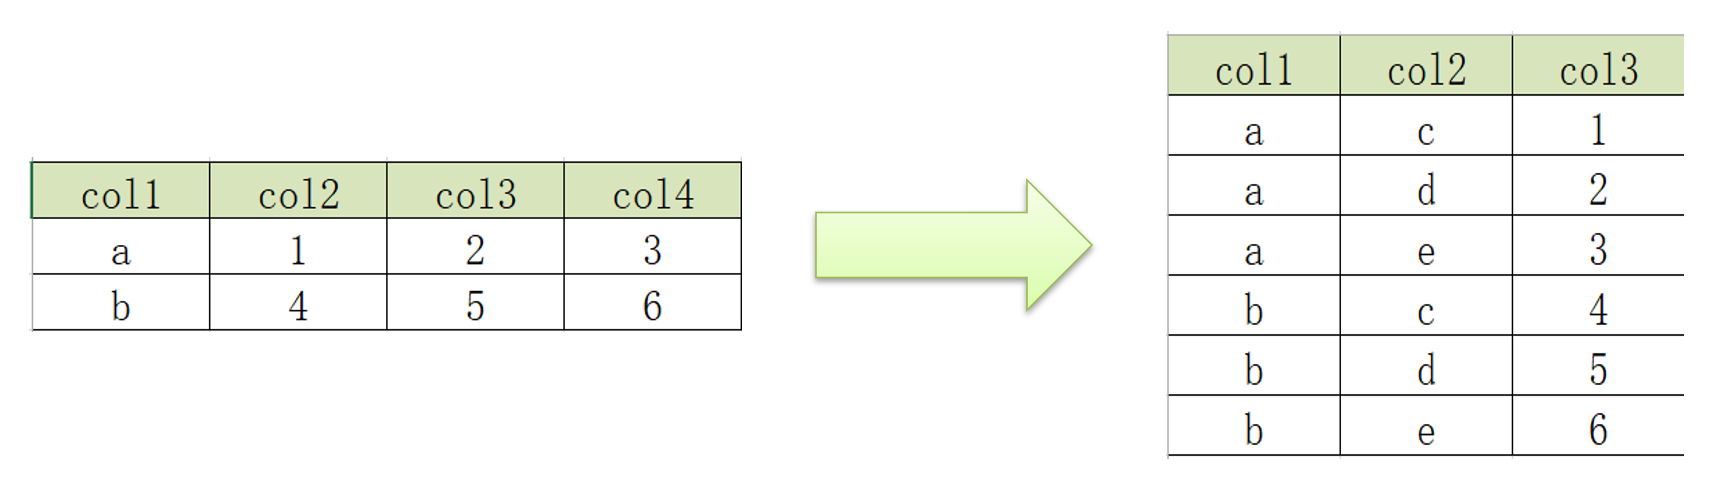 col1 col2 col3 col4
a 1 2 3
b 4 5 6
col1 col2 col3
a c 1
a d 2
a e 3
b c 4
b d 5
b e 6